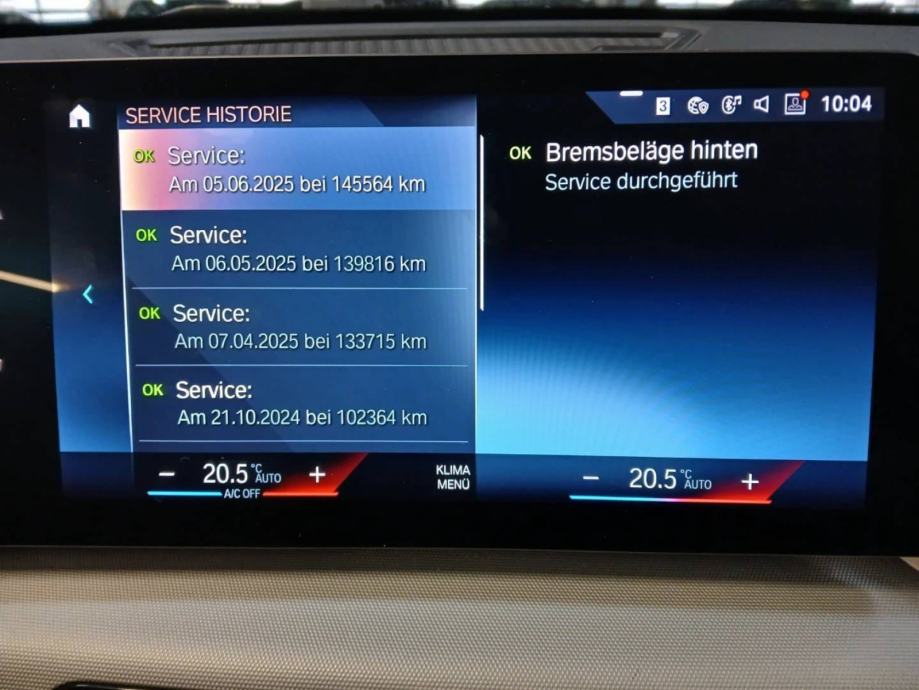 SERVICE HISTORIE
3
10:04
OK Service:
Am 05.06.2025 bei 145564 km
OK Service:
Am 06.05.2025 bei 139816 km
OK Service:
Am 07.04.2025 bei 133715 km
OK Service:
Am 21.10.2024 bei 102364 km
OK Bremsbeläge hinten
Service durchgeführt
− 20.5 °C AUTO +
A/C OFF
KLIMA
MENÜ
− 20.5 °C AUTO +